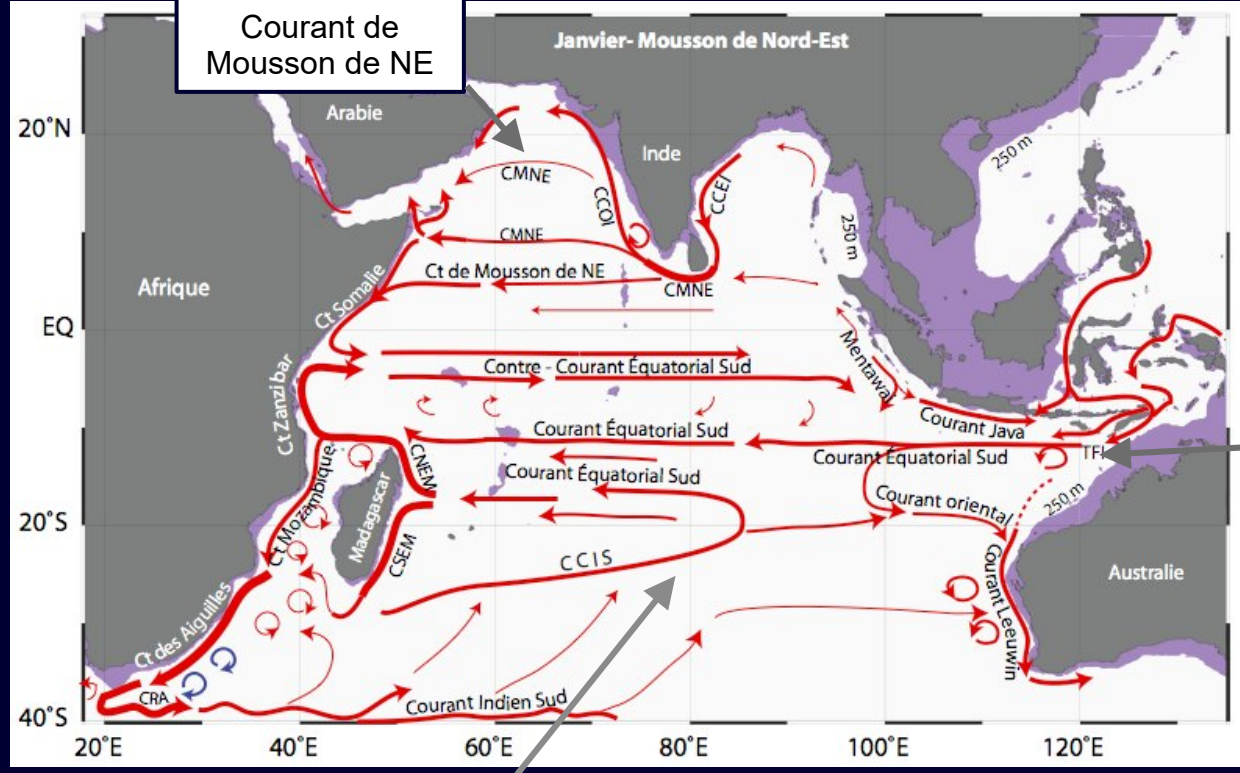 Courant de
Mousson de NE
Janvier- Mousson de Nord-Est
Arabie
20°N
Inde
250 m
CMNE
CCOI
CCEI
CMNE
250 m
Ct de Mousson de NE
CMNE
Afrique
Ct Somalie
EQ
Mentawai
Contre - Courant Équatorial Sud
Ct Zanzibar
Courant Java
Courant Équatorial Sud
Courant Équatorial Sud
TFI
CNEM
Courant Équatorial Sud
Ct Mozambique
Madagascar
Courant oriental
250 m
20°S
CSEM
CCIS
Courant Leeuwin
Australie
Ct des Aiguilles
CRA
Courant Indien Sud
40°S
20°E
40°E
60°E
80°E
100°E
120°E